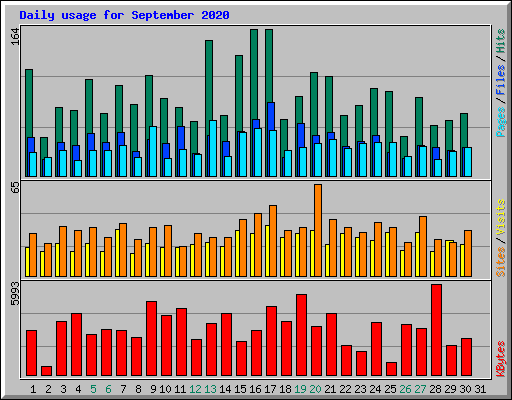 Daily usage for September 2020
164
Pages / Files / Hits
65
Sites / Visits
5993
KBytes
1 2 3 4 5 6 7 8 9 10 11 12 13 14 15 16 17 18 19 20 21 22 23 24 25 26 27 28 29 30 31